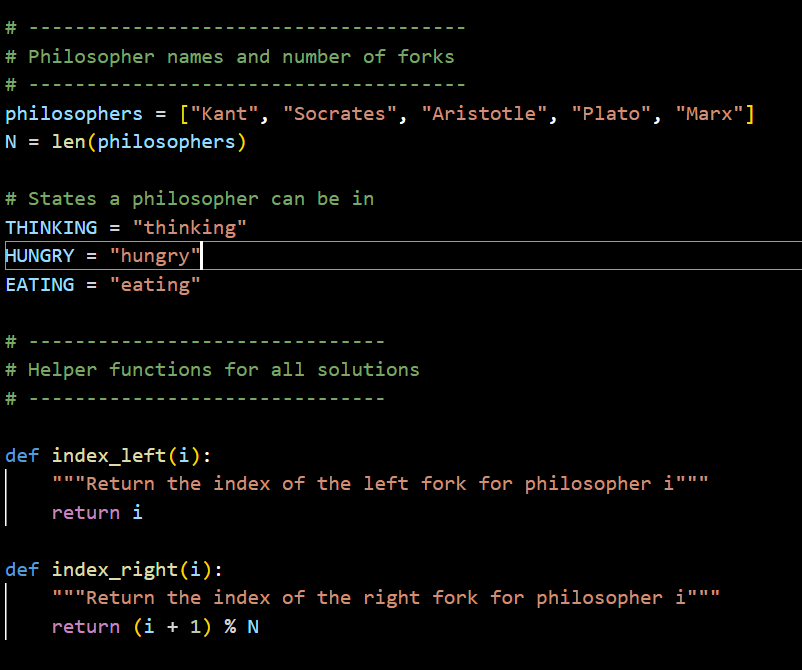 # --------------------------------------
# Philosopher names and number of forks
# --------------------------------------
philosophers = ["Kant", "Socrates", "Aristotle", "Plato", "Marx"]
N = len(philosophers)

# States a philosopher can be in
THINKING = "thinking"
HUNGRY = "hungry"
EATING = "eating"

# -------------------------------
# Helper functions for all solutions
# -------------------------------

def index_left(i):
    """Return the index of the left fork for philosopher i"""
    return i

def index_right(i):
    """Return the index of the right fork for philosopher i"""
    return (i + 1) % N